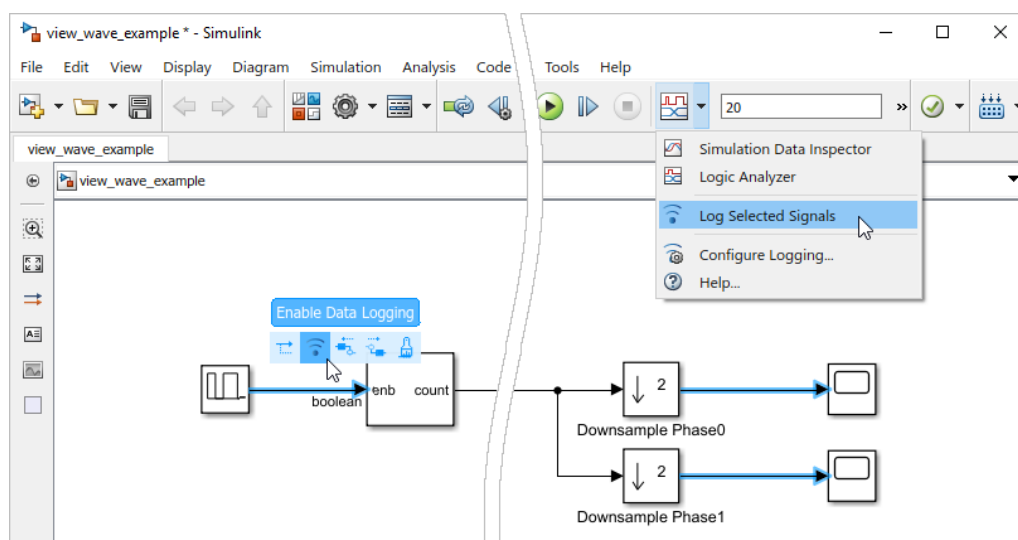 view_wave_example * - Simulink
File Edit View Display Diagram Simulation Analysis Code Tools Help
20 »
view_wave_example
view_wave_example
Simulation Data Inspector
Logic Analyzer
Log Selected Signals
Configure Logging...
Help...
Enable Data Logging
boolean
enb count
2
Downsample Phase0
2
Downsample Phase1